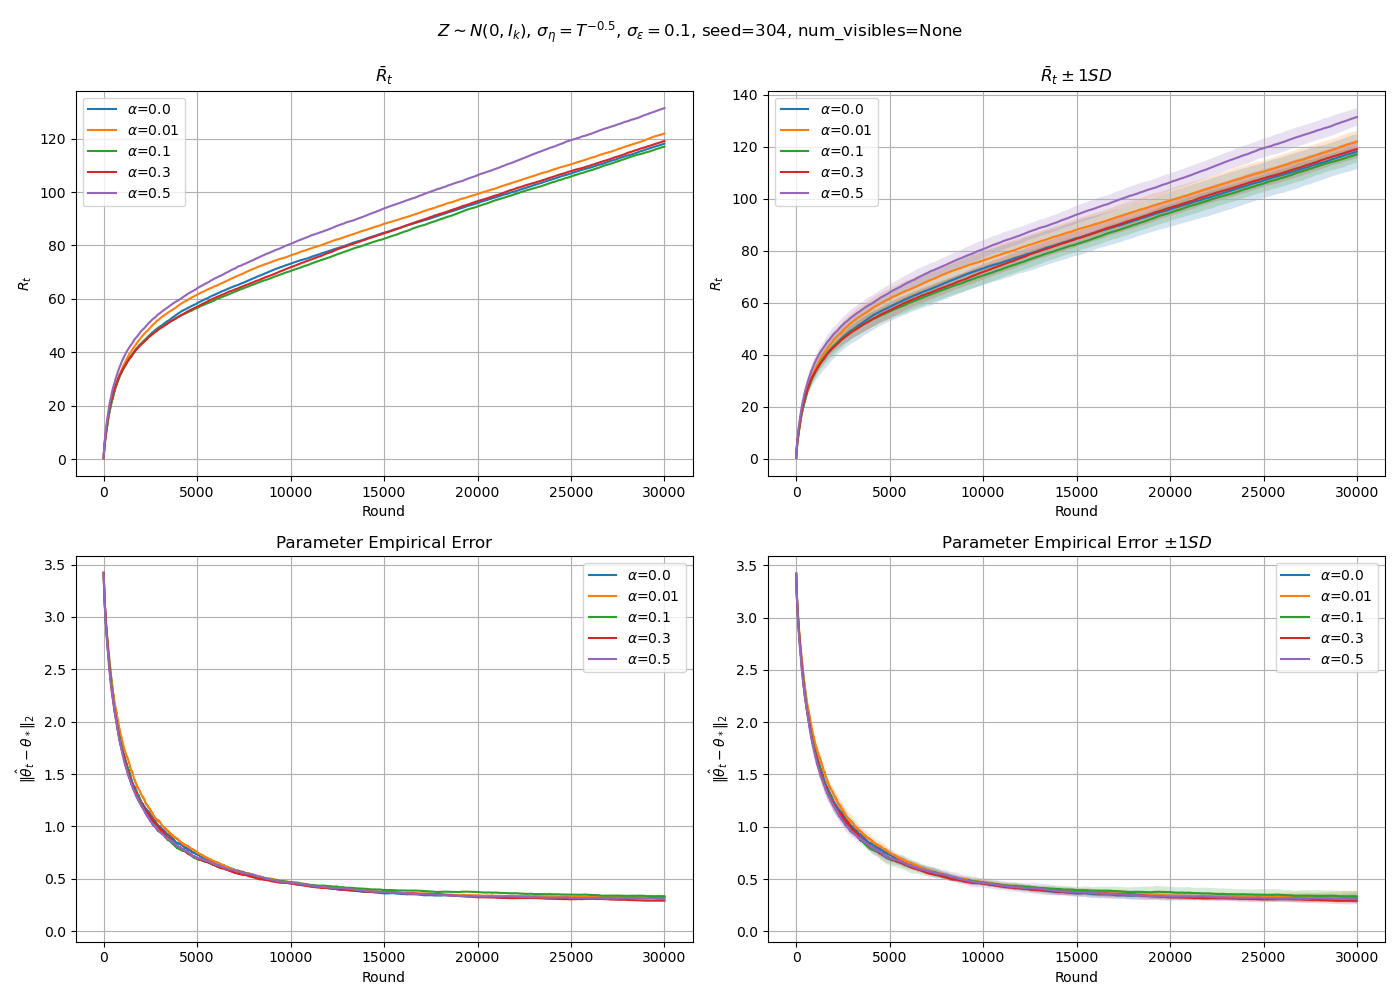 Z ~ N(0, I_k), σ_η = T^{−0.5}, σ_ε = 0.1, seed=304, num_visibles=None
R̄_t
R̄_t ± 1SD
α=0.0
α=0.01
α=0.1
α=0.3
α=0.5
R_t
0
20
40
60
80
100
120
0 5000 10000 15000 20000 25000 30000
Round
α=0.0
α=0.01
α=0.1
α=0.3
α=0.5
R_t
0
20
40
60
80
100
120
140
0 5000 10000 15000 20000 25000 30000
Round
Parameter Empirical Error
α=0.0
α=0.01
α=0.1
α=0.3
α=0.5
‖θ̂_t − θ_*‖_2
3.5
3.0
2.5
2.0
1.5
1.0
0.5
0.0
0 5000 10000 15000 20000 25000 30000
Round
Parameter Empirical Error ±1SD
α=0.0
α=0.01
α=0.1
α=0.3
α=0.5
‖θ̂_t − θ_*‖_2
3.5
3.0
2.5
2.0
1.5
1.0
0.5
0.0
0 5000 10000 15000 20000 25000 30000
Round